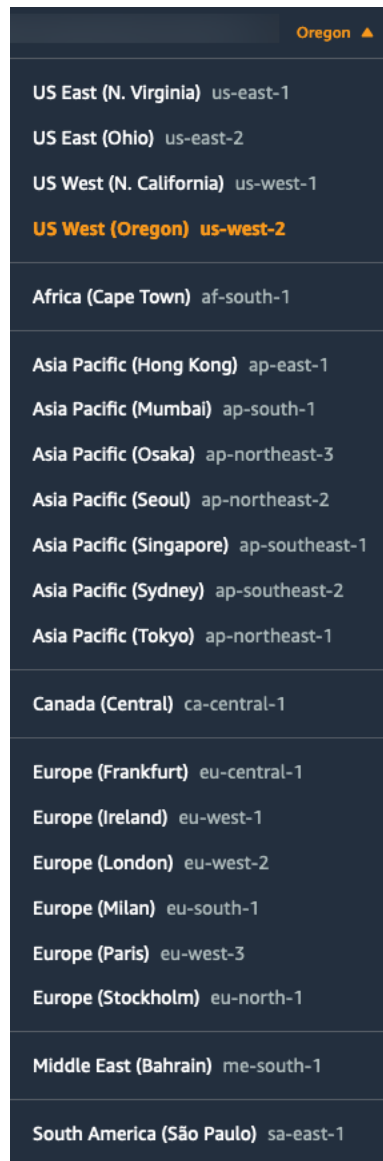 Oregon ▲
US East (N. Virginia) us-east-1
US East (Ohio) us-east-2
US West (N. California) us-west-1
US West (Oregon) us-west-2
Africa (Cape Town) af-south-1
Asia Pacific (Hong Kong) ap-east-1
Asia Pacific (Mumbai) ap-south-1
Asia Pacific (Osaka) ap-northeast-3
Asia Pacific (Seoul) ap-northeast-2
Asia Pacific (Singapore) ap-southeast-1
Asia Pacific (Sydney) ap-southeast-2
Asia Pacific (Tokyo) ap-northeast-1
Canada (Central) ca-central-1
Europe (Frankfurt) eu-central-1
Europe (Ireland) eu-west-1
Europe (London) eu-west-2
Europe (Milan) eu-south-1
Europe (Paris) eu-west-3
Europe (Stockholm) eu-north-1
Middle East (Bahrain) me-south-1
South America (São Paulo) sa-east-1